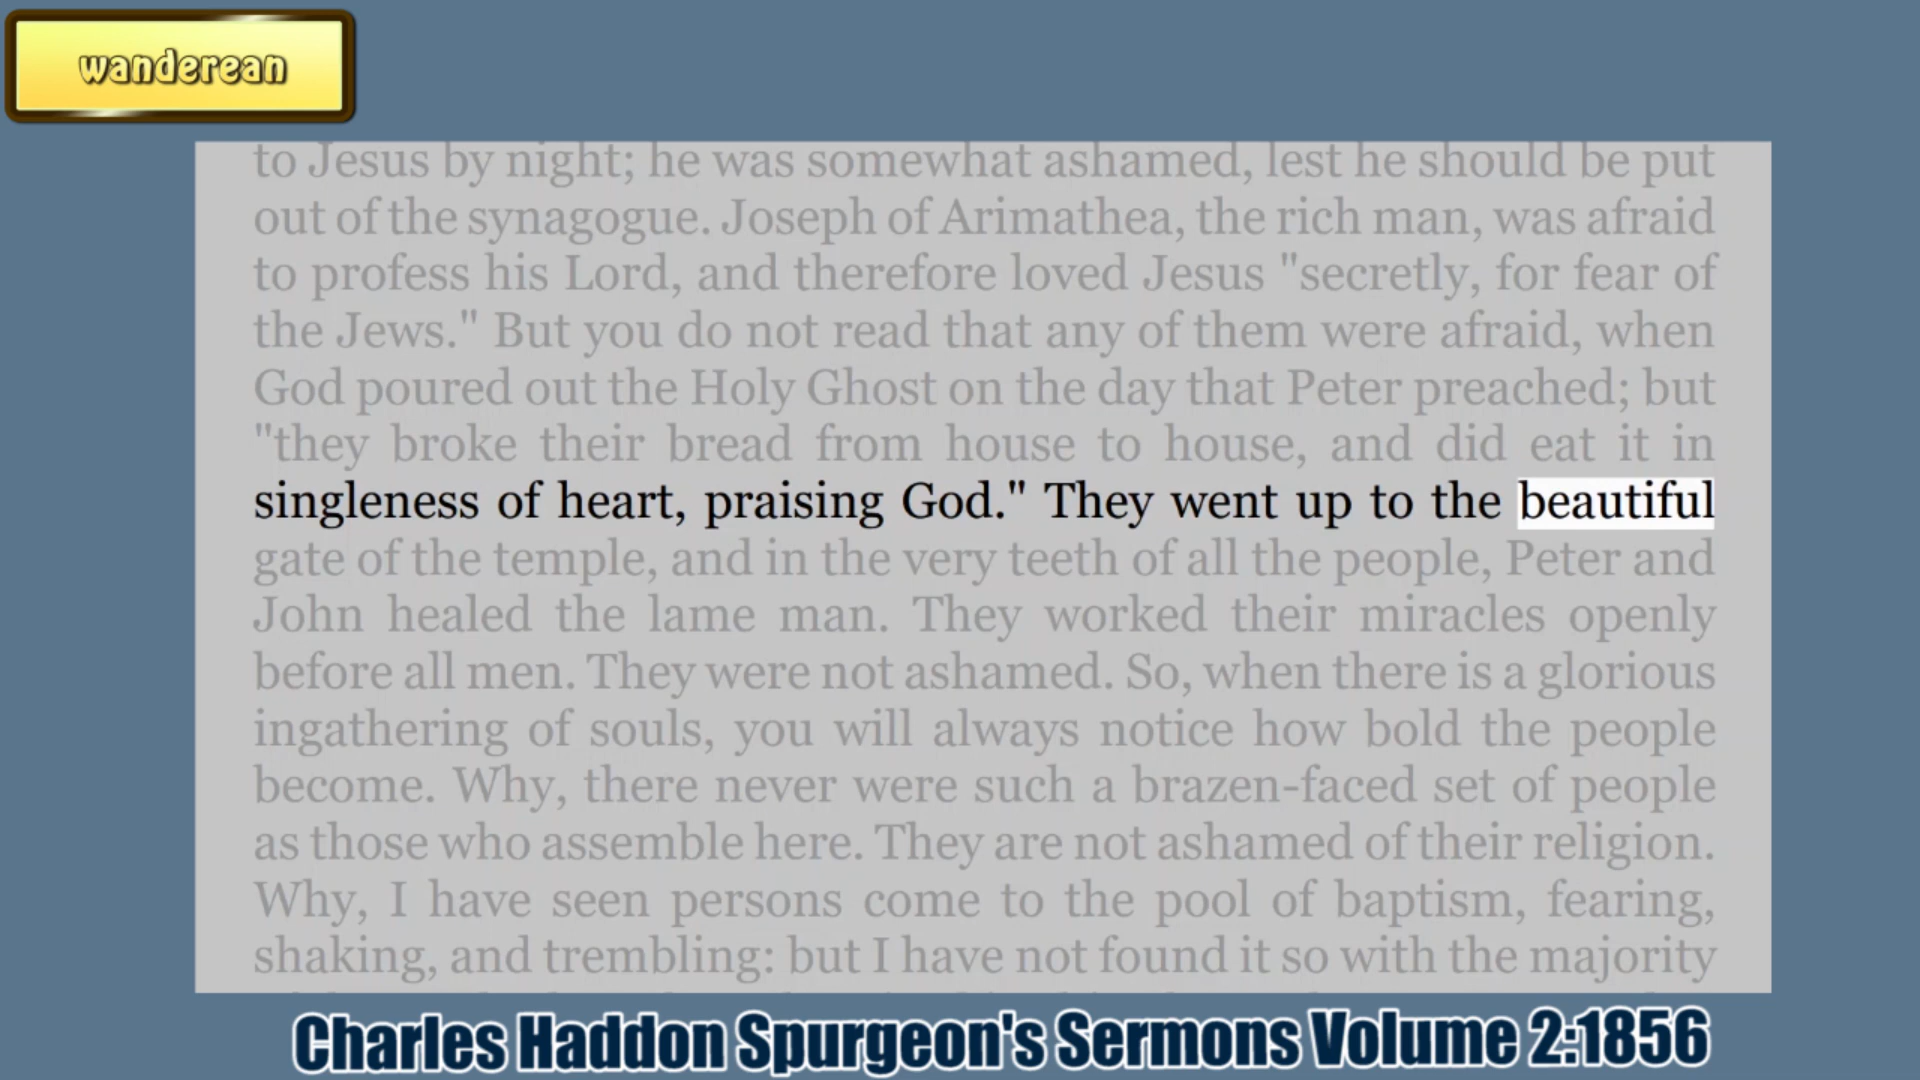 wanderean
to Jesus by night; he was somewhat ashamed, lest he should be put
out of the synagogue. Joseph of Arimathea, the rich man, was afraid
to profess his Lord, and therefore loved Jesus "secretly, for fear of
the Jews." But you do not read that any of them were afraid, when
God poured out the Holy Ghost on the day that Peter preached; but
"they broke their bread from house to house, and did eat it in
singleness of heart, praising God." They went up to the beautiful
gate of the temple, and in the very teeth of all the people, Peter and
John healed the lame man. They worked their miracles openly
before all men. They were not ashamed. So, when there is a glorious
ingathering of souls, you will always notice how bold the people
become. Why, there never were such a brazen-faced set of people
as those who assemble here. They are not ashamed of their religion.
Why, I have seen persons come to the pool of baptism, fearing,
shaking, and trembling: but I have not found it so with the majority
Charles Haddon Spurgeon's Sermons Volume 2:1856